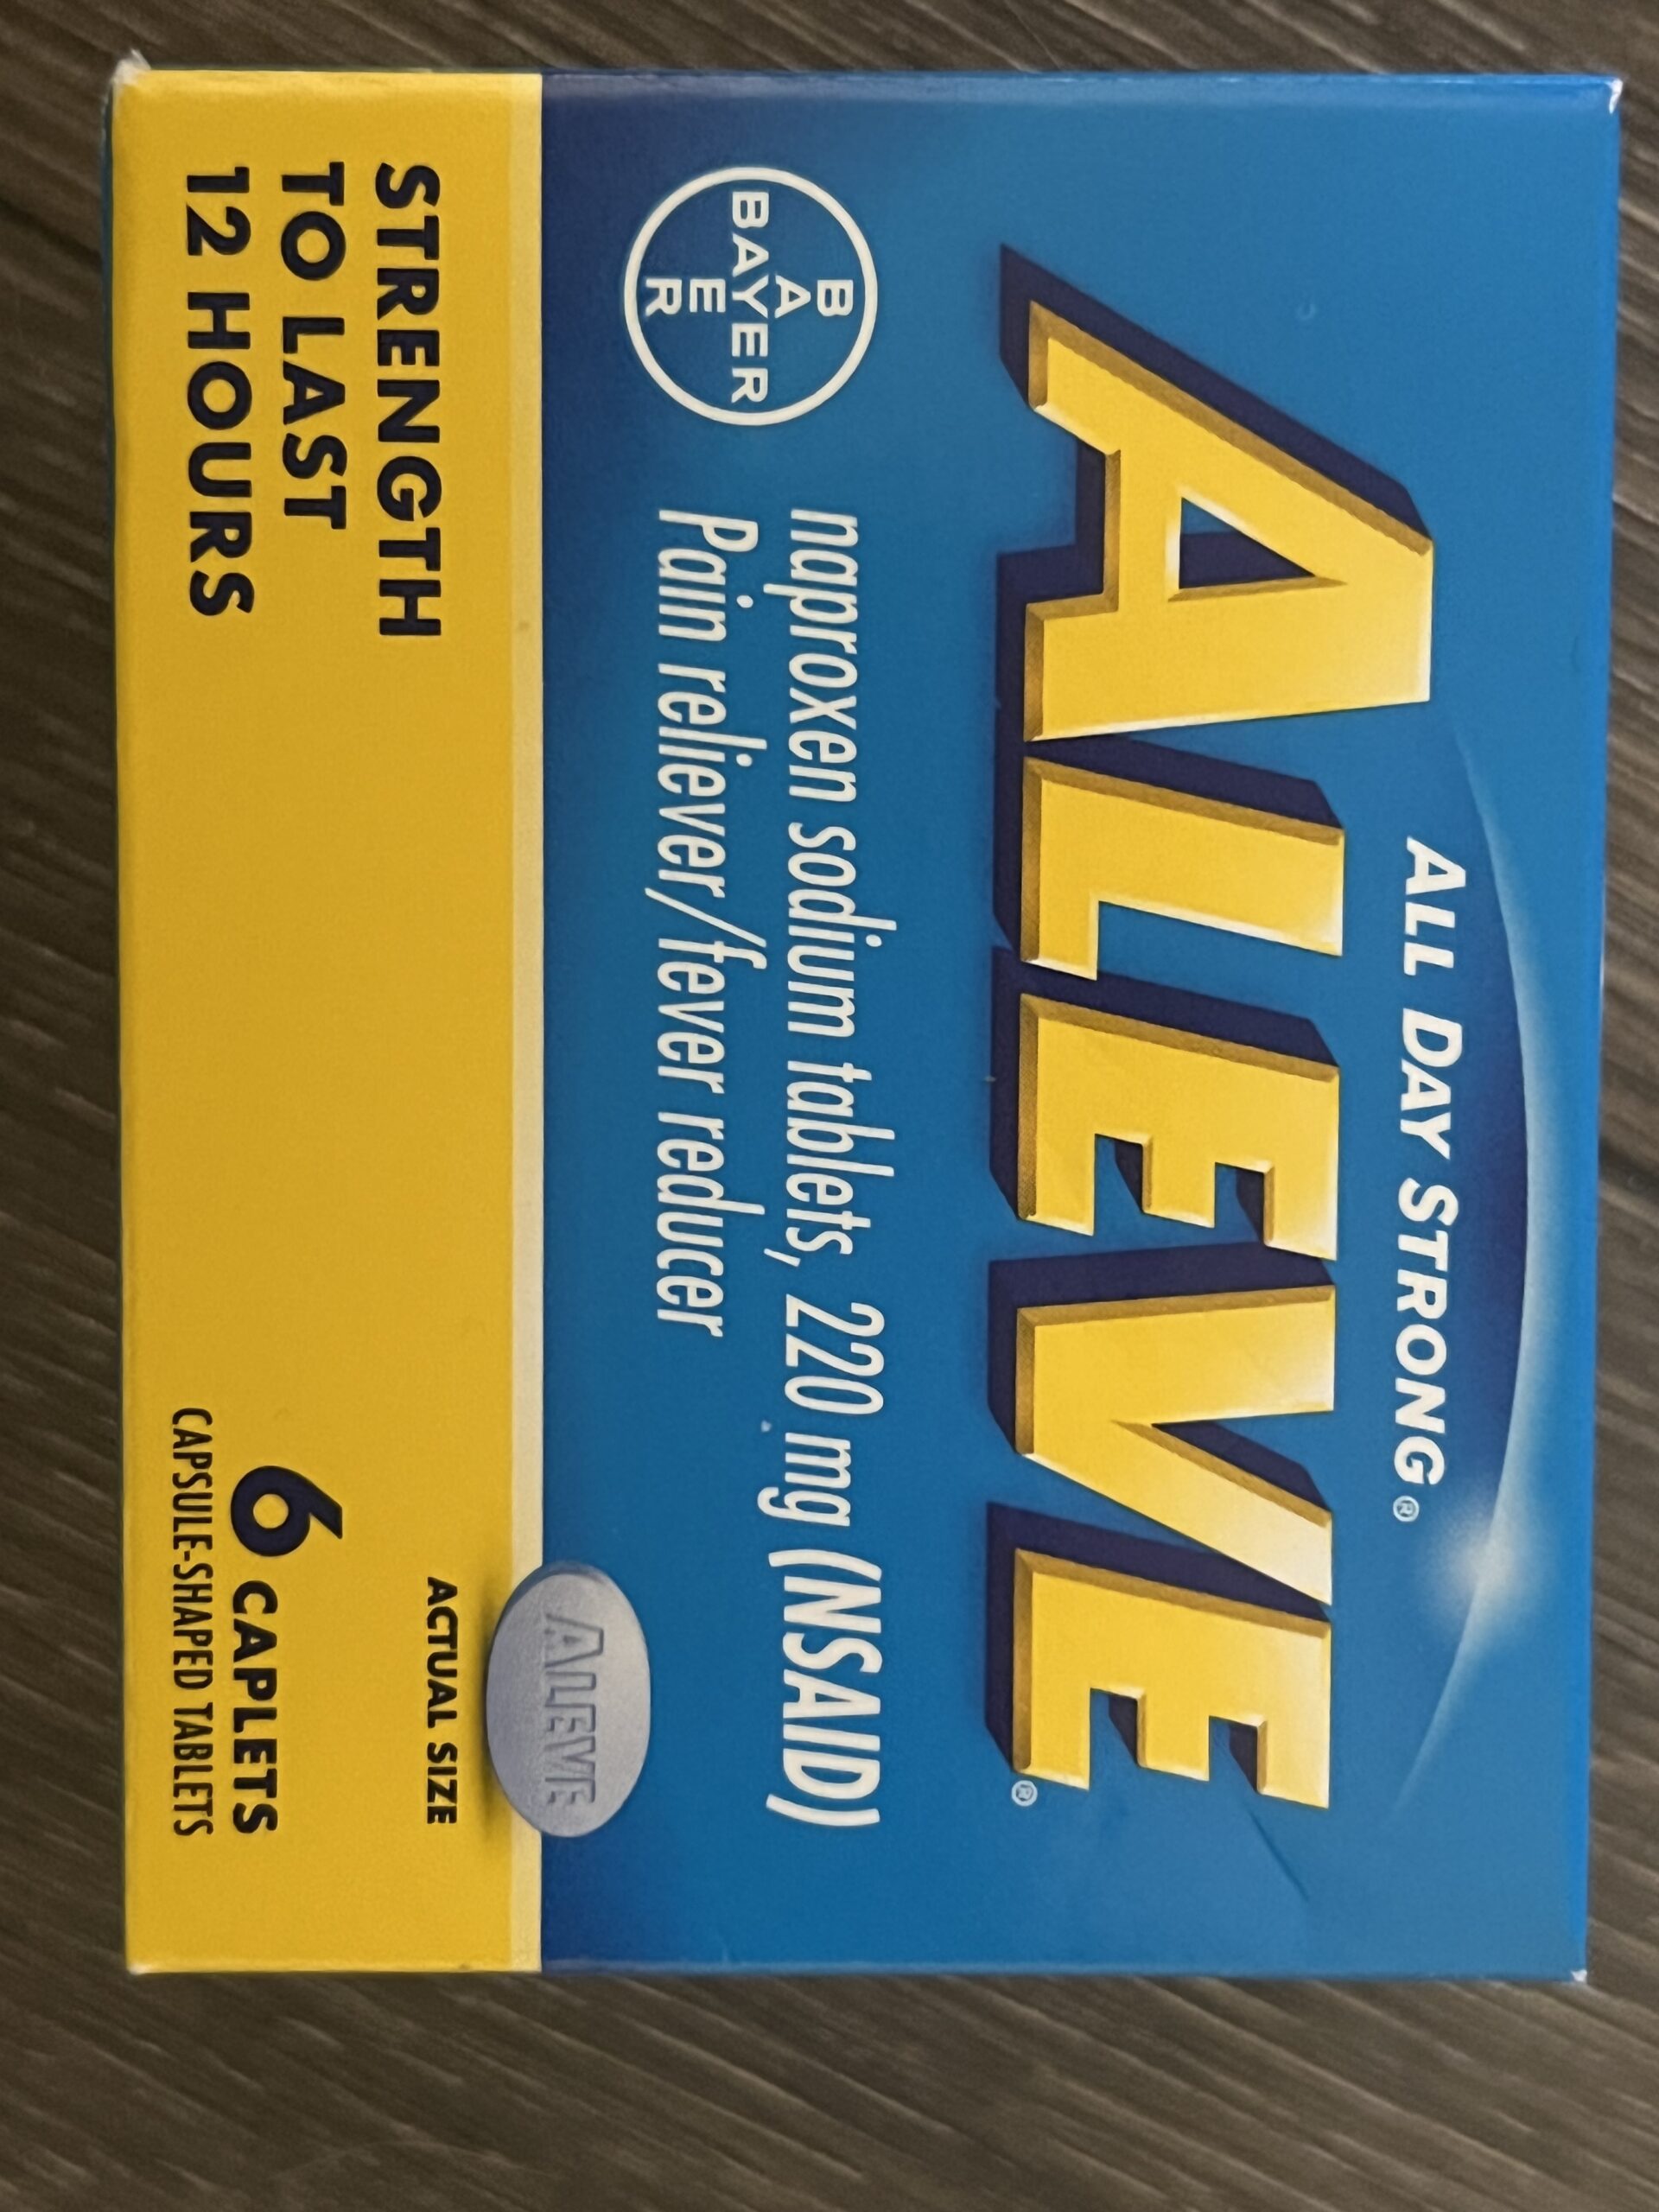 ALL DAY STRONG®
ALEVE®
naproxen sodium tablets, 220 mg (NSAID)
Pain reliever/fever reducer
BAYER
BAYER
ALEVE
STRENGTH
TO LAST
12 HOURS
ACTUAL SIZE
6 CAPLETS
CAPSULE-SHAPED TABLETS